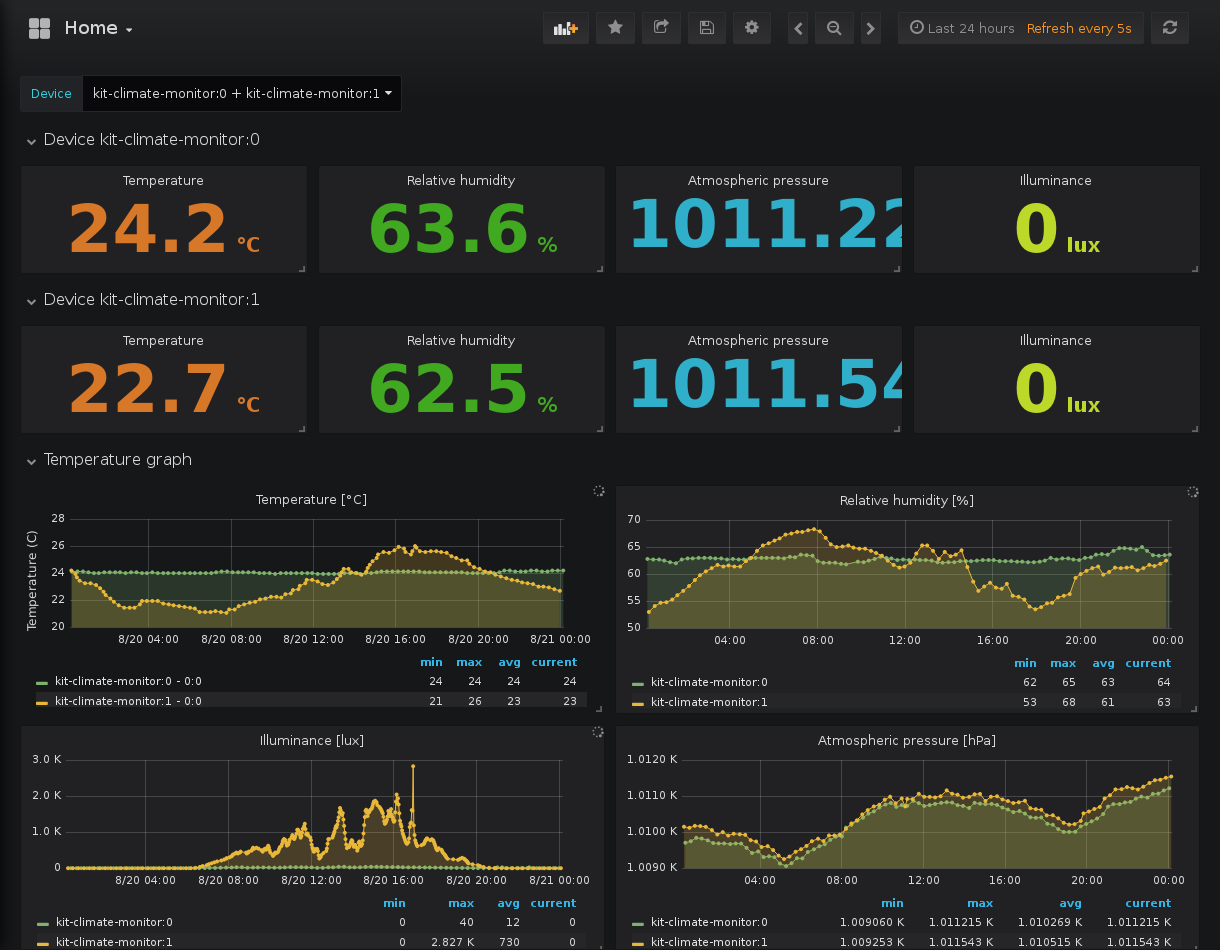 Home
Last 24 hours Refresh every 5s
Device kit-climate-monitor:0 + kit-climate-monitor:1
Device kit-climate-monitor:0
Temperature Relative humidity Atmospheric pressure Illuminance
24.2 °C 63.6 % 1011.22 0 lux
Device kit-climate-monitor:1
Temperature Relative humidity Atmospheric pressure Illuminance
22.7 °C 62.5 % 1011.54 0 lux
Temperature graph
Temperature [°C]
Temperature (C)
28
26
24
22
20
8/20 04:00 8/20 08:00 8/20 12:00 8/20 16:00 8/20 20:00 8/21 00:00
min max avg current
kit-climate-monitor:0 - 0:0 24 24 24 24
kit-climate-monitor:1 - 0:0 21 26 23 23
Relative humidity [%]
70
65
60
55
50
04:00 08:00 12:00 16:00 20:00 00:00
min max avg current
kit-climate-monitor:0 62 65 63 64
kit-climate-monitor:1 53 68 61 63
Illuminance [lux]
3.0 K
2.0 K
1.0 K
0
8/20 04:00 8/20 08:00 8/20 12:00 8/20 16:00 8/20 20:00 8/21 00:00
min max avg current
kit-climate-monitor:0 0 40 12 0
kit-climate-monitor:1 0 2.827 K 730 0
Atmospheric pressure [hPa]
1.0120 K
1.0110 K
1.0100 K
1.0090 K
04:00 08:00 12:00 16:00 20:00 00:00
min max avg current
kit-climate-monitor:0 1.009060 K 1.011215 K 1.010269 K 1.011215 K
kit-climate-monitor:1 1.009253 K 1.011543 K 1.010515 K 1.011543 K